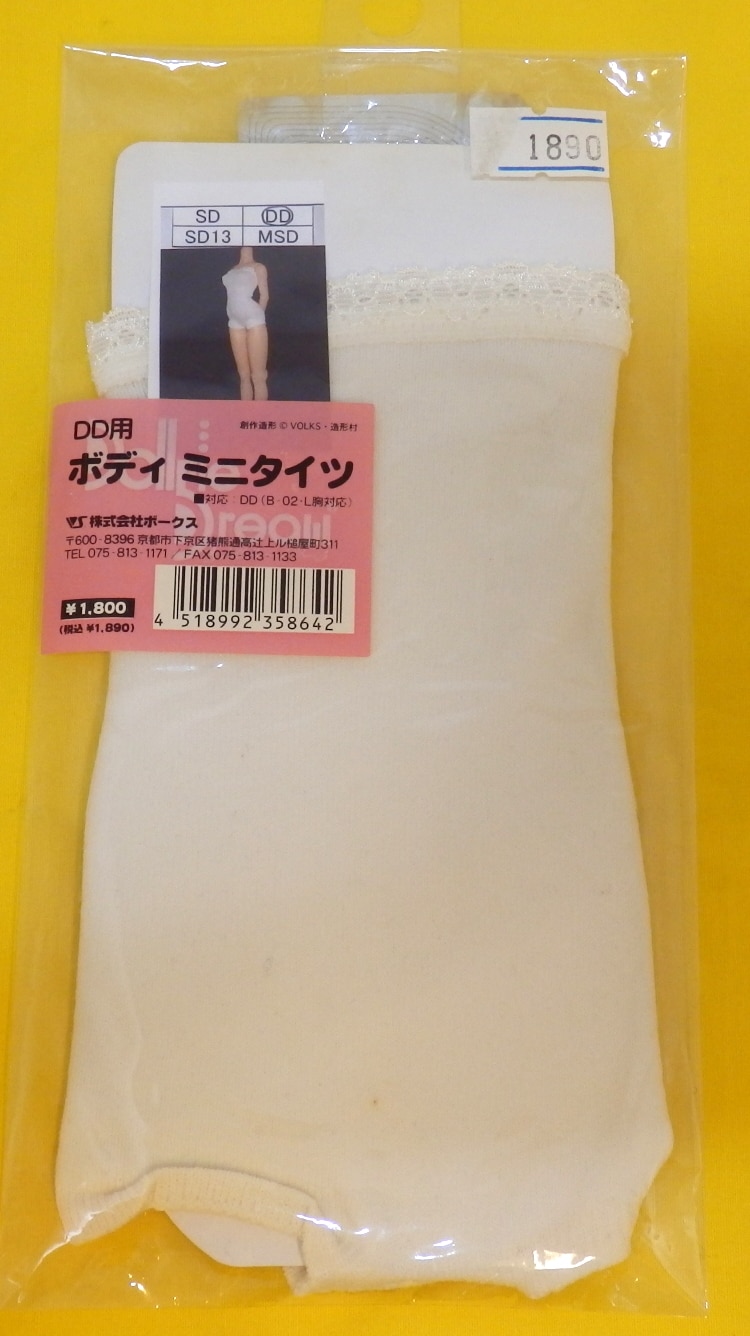 1890
SD DD
SD13 MSD
DD用
創作造形 © VOLKS・造形村
Dollfie Dream
ボディ ミニタイツ
■対応：DD（B-02-L胸対応）
VS 株式会社ボークス
〒600-8396 京都市下京区猪熊通高辻上ル槌屋町311
TEL 075-813-1171／FAX 075-813-1133
¥1,800
(税込 ¥1,890)
4 518992 358642